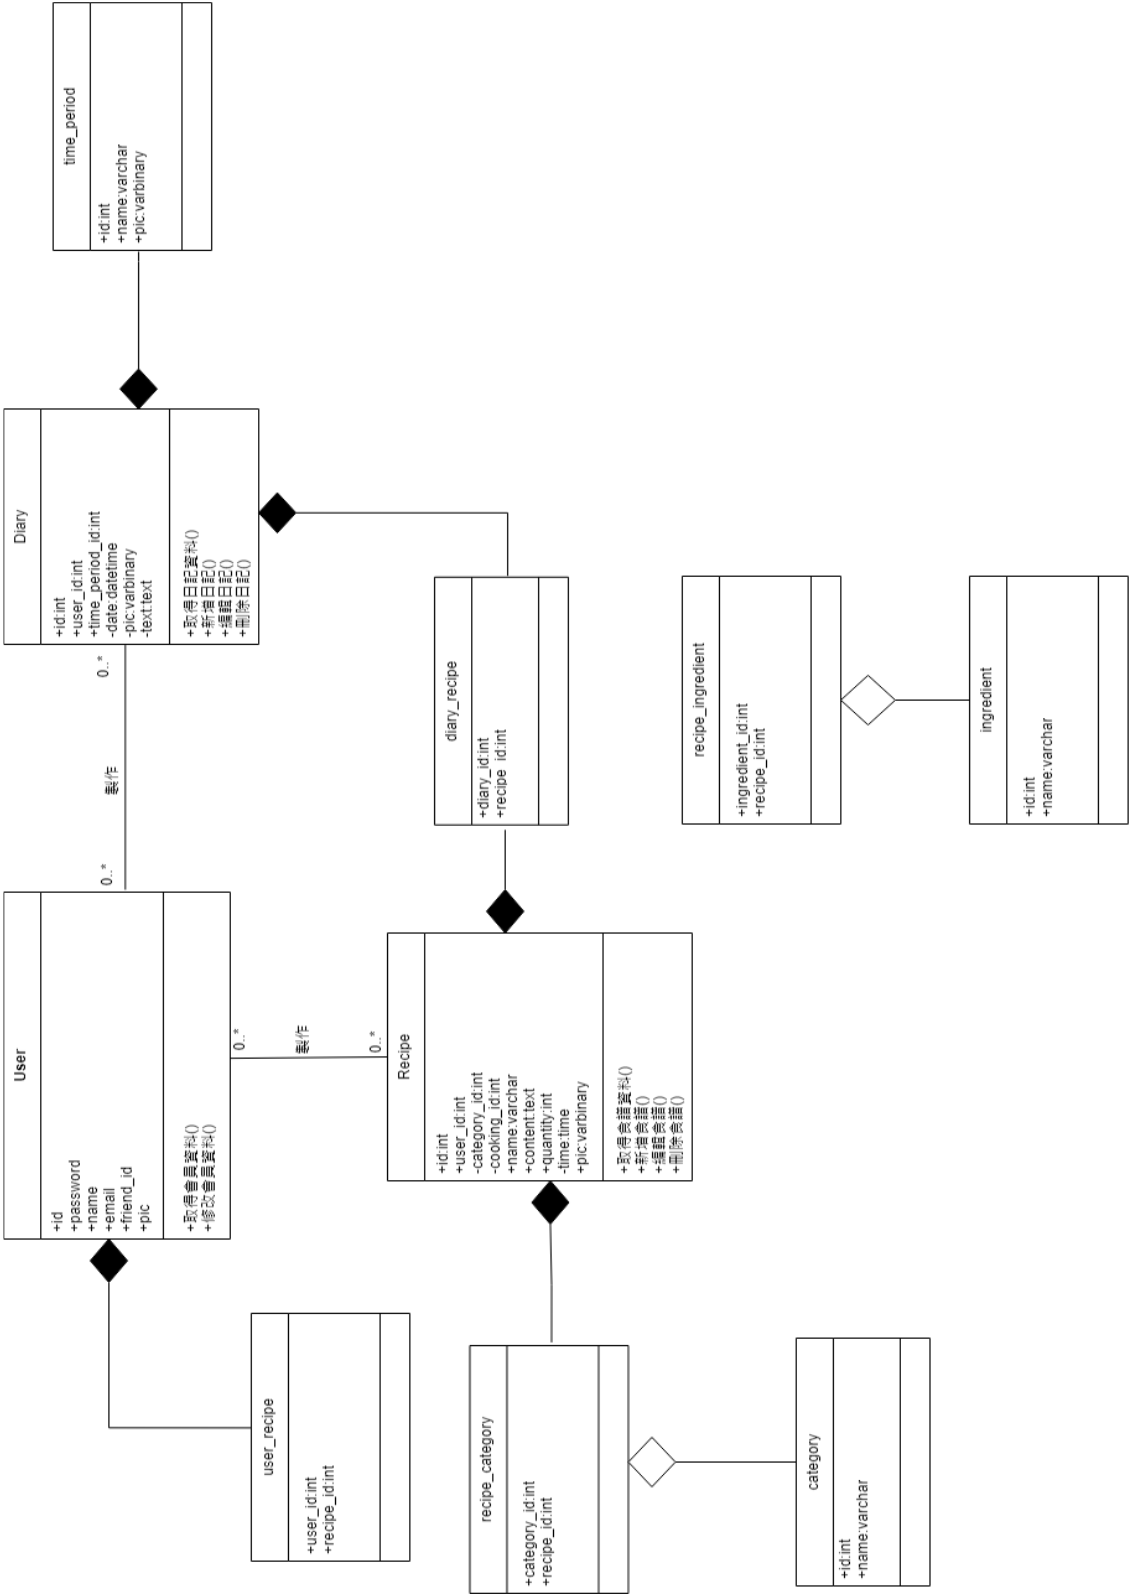 User
+id
+password
+name
+email
+friend_id
+pic
+取得會員資料()
+修改會員資料()
0..*
製作
0..*
Diary
+id:int
+user_id:int
+time_period_id:int
-date:datetime
-pic:varbinary
-text:text
+取得日記資料()
+新增日記()
+編輯日記()
+刪除日記()
time_period
+id:int
+name:varchar
+pic:varbinary
user_recipe
+user_id:int
+recipe_id:int
0..*
製作
0..*
Recipe
+id:int
+user_id:int
-category_id:int
-cooking_id:int
+name:varchar
+content:text
+quantity:int
-time:time
+pic:varbinary
+取得食譜資料()
+新增食譜()
+編輯食譜()
+刪除食譜()
diary_recipe
+diary_id:int
+recipe id:int
recipe_category
+category_id:int
+recipe_id:int
recipe_ingredient
+ingredient_id:int
+recipe_id:int
category
+id:int
+name:varchar
ingredient
+id:int
+name:varchar